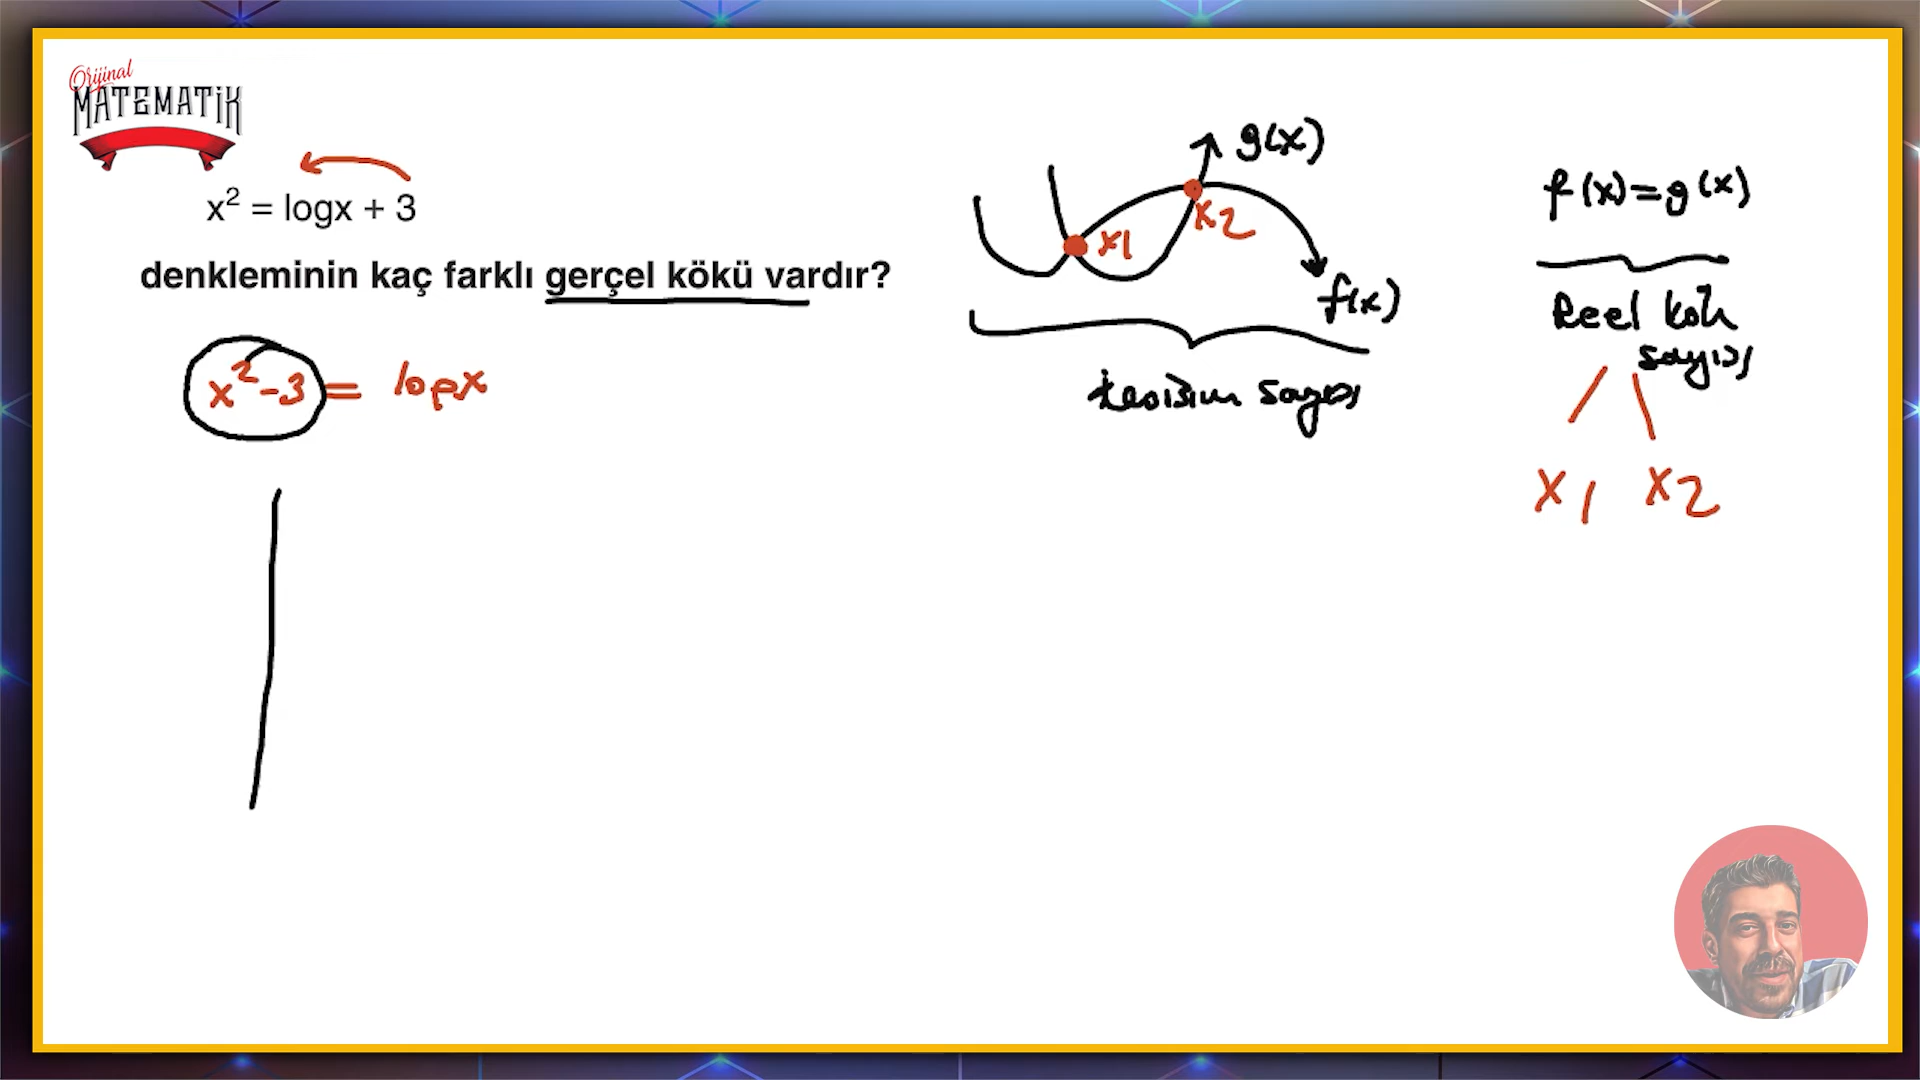 Orijinal
MATEMATİK
x² = logx + 3
denkleminin kaç farklı gerçel kökü vardır?
x² - 3 = logx
g(x)
x1
x2
f(x)
kesişim sayısı
f(x) = g(x)
Reel kök
sayısı
x1 x2